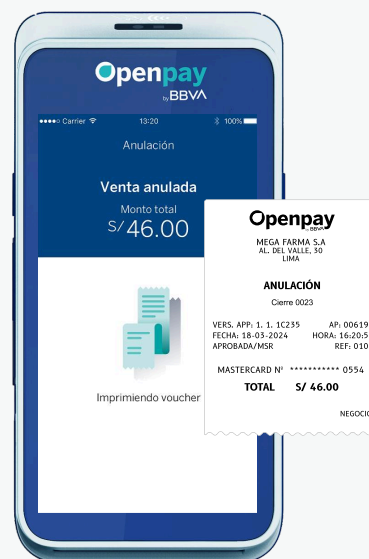 Openpay
by BBVA
Carrier 13:20 100%
Anulación
Venta anulada
Monto total
S/ 46.00
Imprimiendo voucher
Openpay
by BBVA
MEGA FARMA S.A
AL. DEL VALLE, 30
LIMA
ANULACIÓN
Cierre 0023
VERS. APP: 1. 1. 1C235 AP: 00619
FECHA: 18-03-2024 HORA: 16:20:5
APROBADA/MSR REF: 010
MASTERCARD Nº *********** 0554
TOTAL S/ 46.00
NEGOCIO